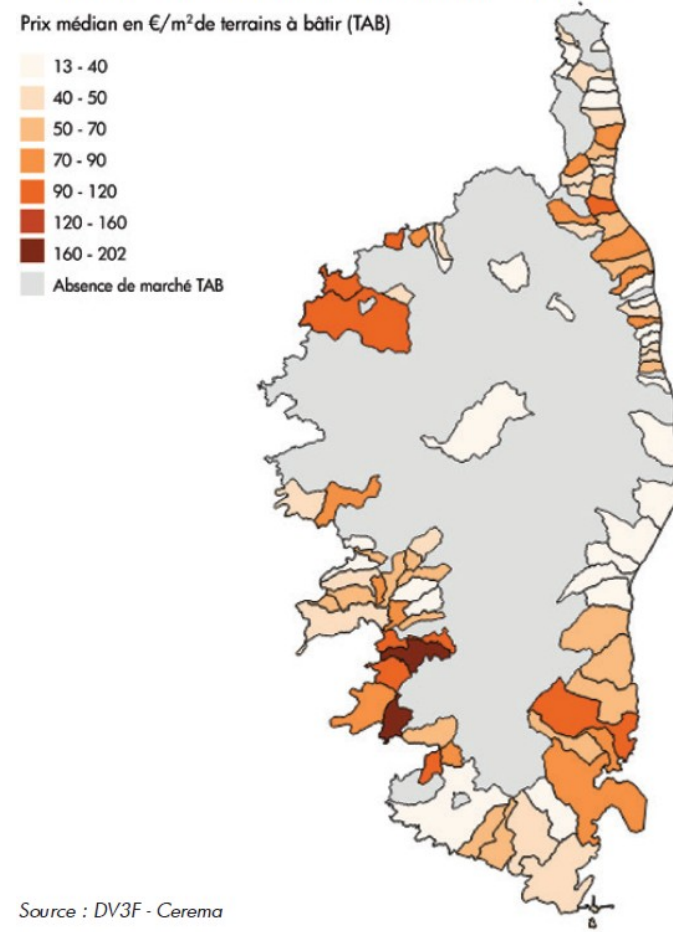 Prix médian en €/m² de terrains à bâtir (TAB)
13 - 40
40 - 50
50 - 70
70 - 90
90 - 120
120 - 160
160 - 202
Absence de marché TAB
Source : DV3F - Cerema